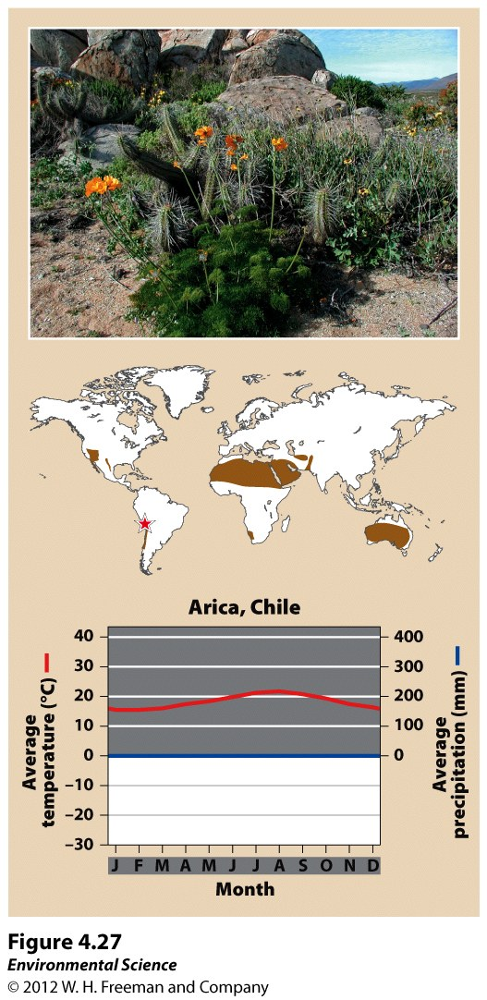 Arica, Chile
Average
temperature (°C)
40
30
20
10
0
–10
–20
–30
400
300
200
100
0
Average
precipitation (mm)
J F M A M J J A S O N D
Month
Figure 4.27
Environmental Science
© 2012 W. H. Freeman and Company